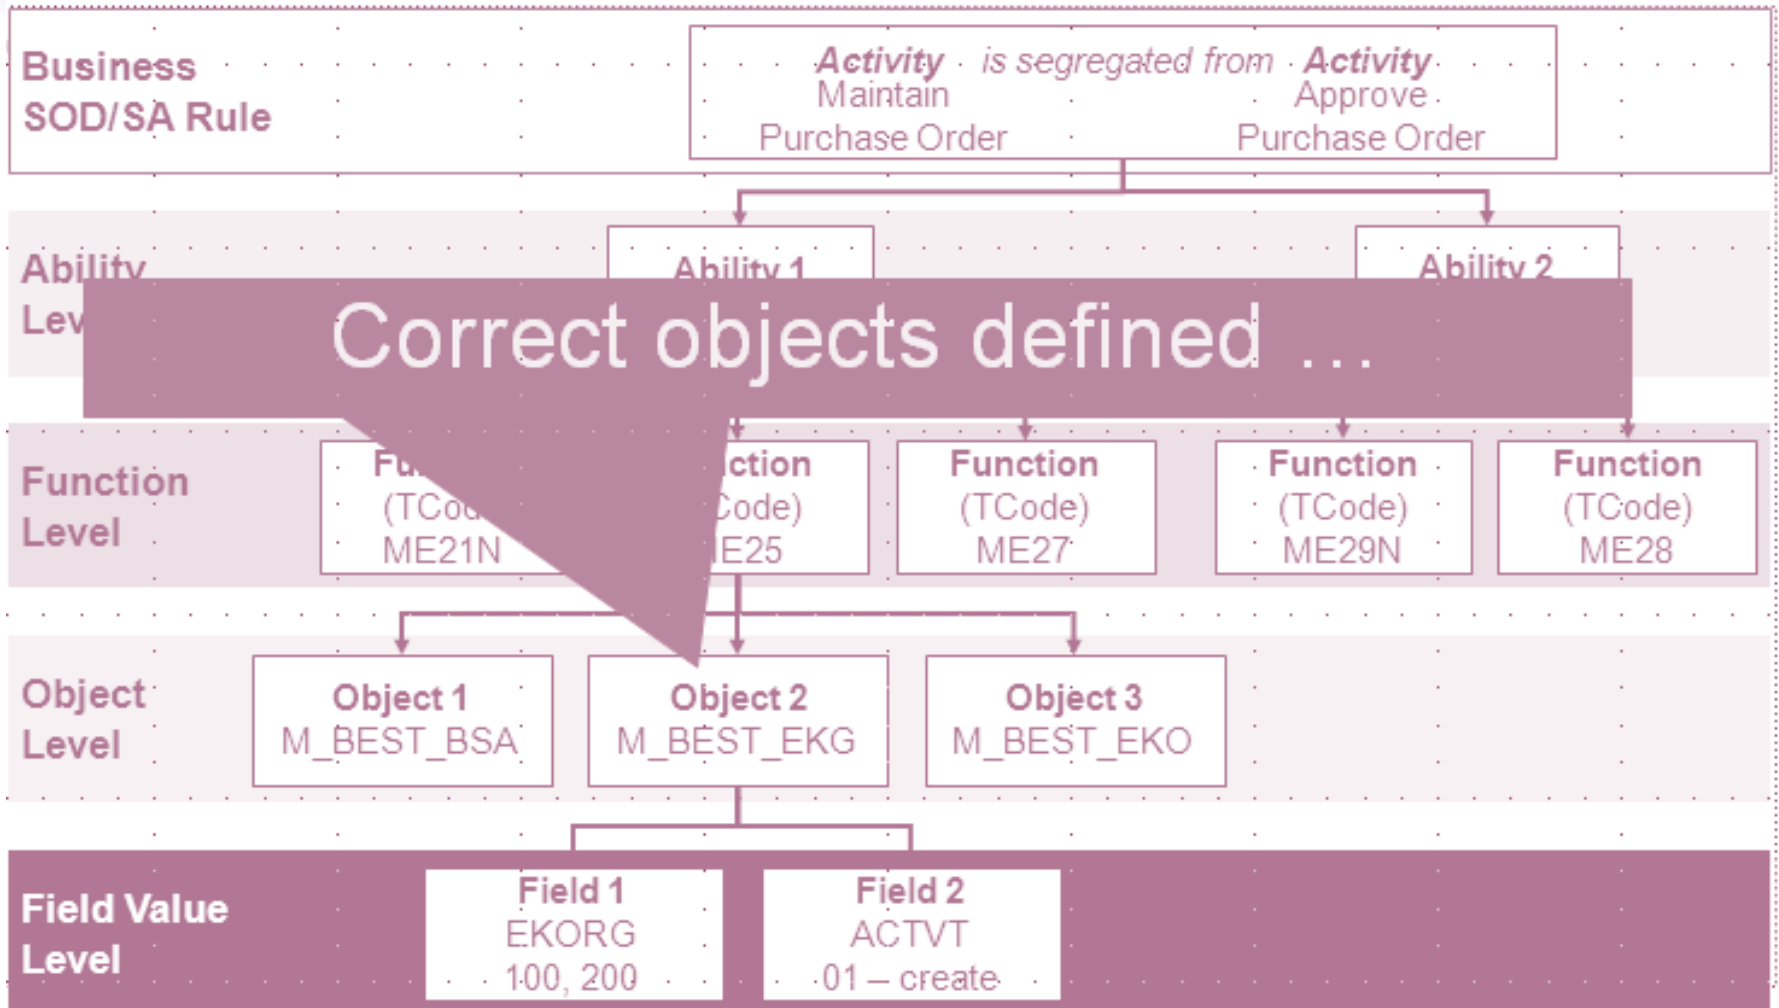 Business
SOD/SA Rule
Activity is segregated from Activity
Maintain Approve
Purchase Order Purchase Order
Ability
Ability 1 Ability 2
Correct objects defined ...
Function
Level
Function Function Function
(TCode) (TCode) (TCode)
ME21N ME27 ME29N ME28
Object
Level
Object 1
M_BEST_BSA
Object 2
M_BEST_EKG
Object 3
M_BEST_EKO
Field Value
Level
Field 1
EKORG
100, 200
Field 2
ACTVT
01 – create